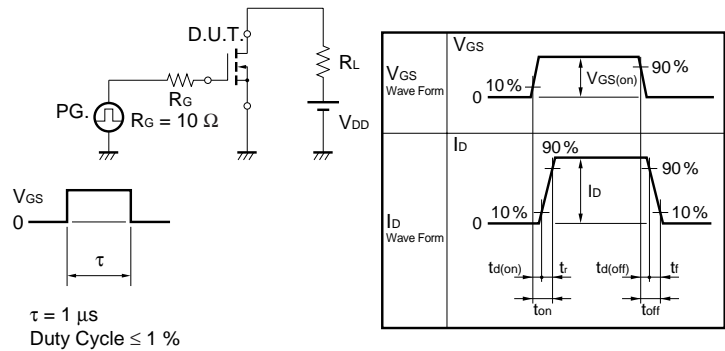 D.U.T.
RL
RG
PG.
RG = 10 Ω
VDD
VGS
0
τ
τ = 1 μs
Duty Cycle ≤ 1 %
VGS
Wave Form
VGS
10 %
0
VGS(on)
90 %
ID
Wave Form
ID
90 %
90 %
10 %
0
ID
10 %
td(on)
tr
td(off)
tf
ton
toff